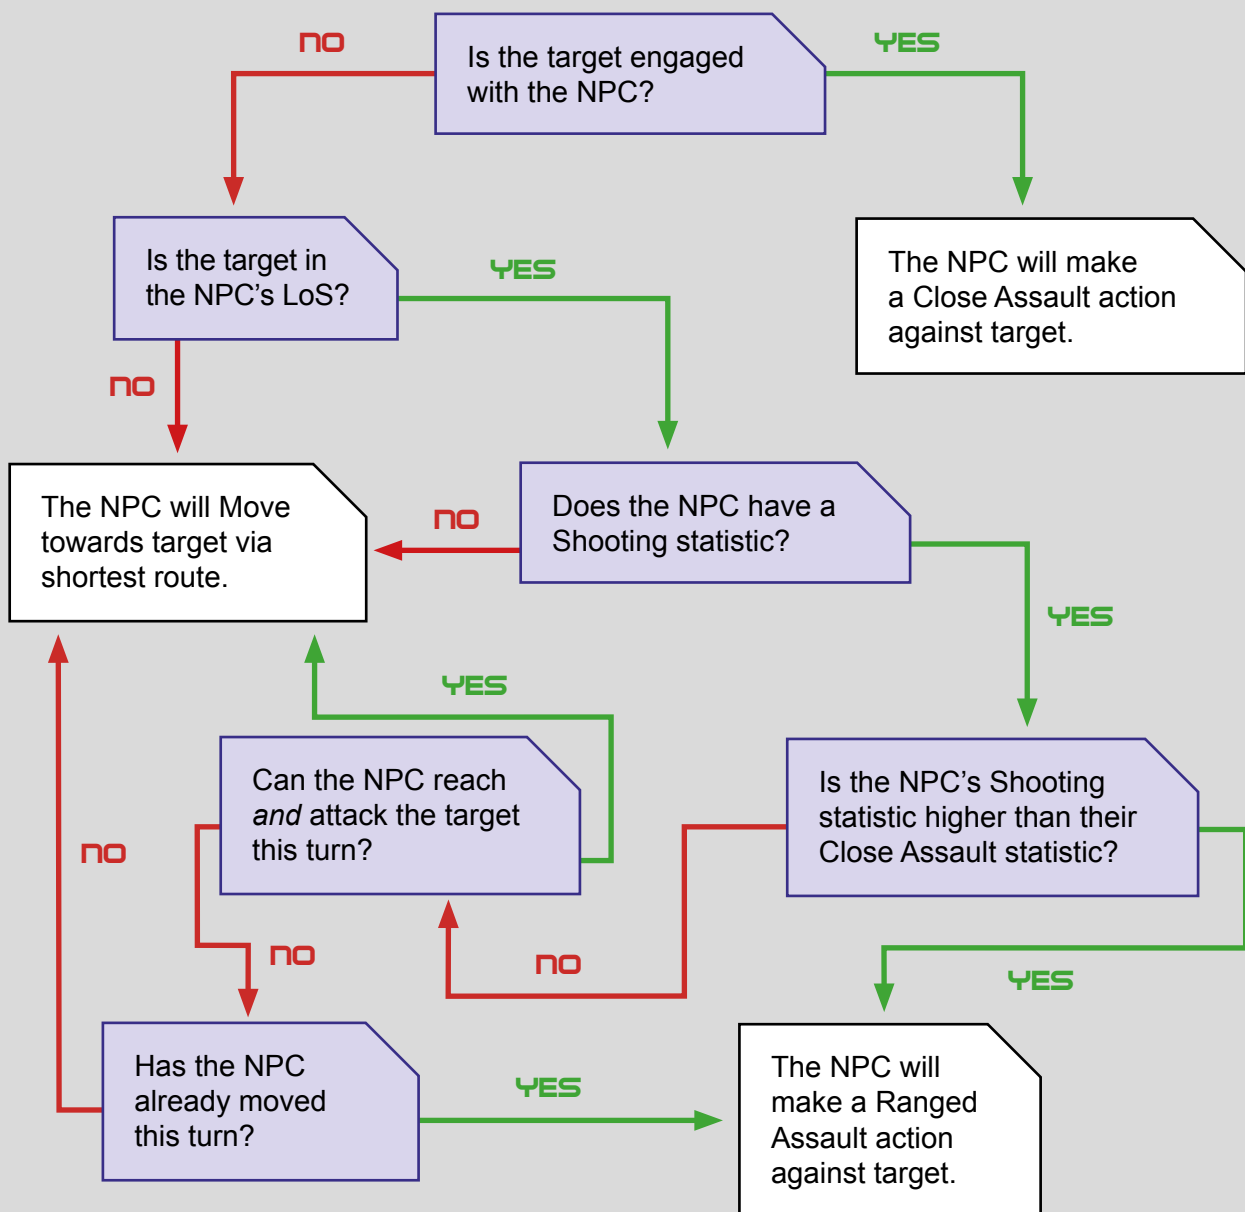 NO
YES
Is the target engaged
with the NPC?
Is the target in
the NPC's LoS?
YES
The NPC will make
a Close Assault action
against target.
NO
The NPC will Move
towards target via
shortest route.
NO
Does the NPC have a
Shooting statistic?
YES
YES
Can the NPC reach
and attack the target
this turn?
Is the NPC's Shooting
statistic higher than their
Close Assault statistic?
NO
NO
NO
YES
Has the NPC
already moved
this turn?
YES
The NPC will
make a Ranged
Assault action
against target.